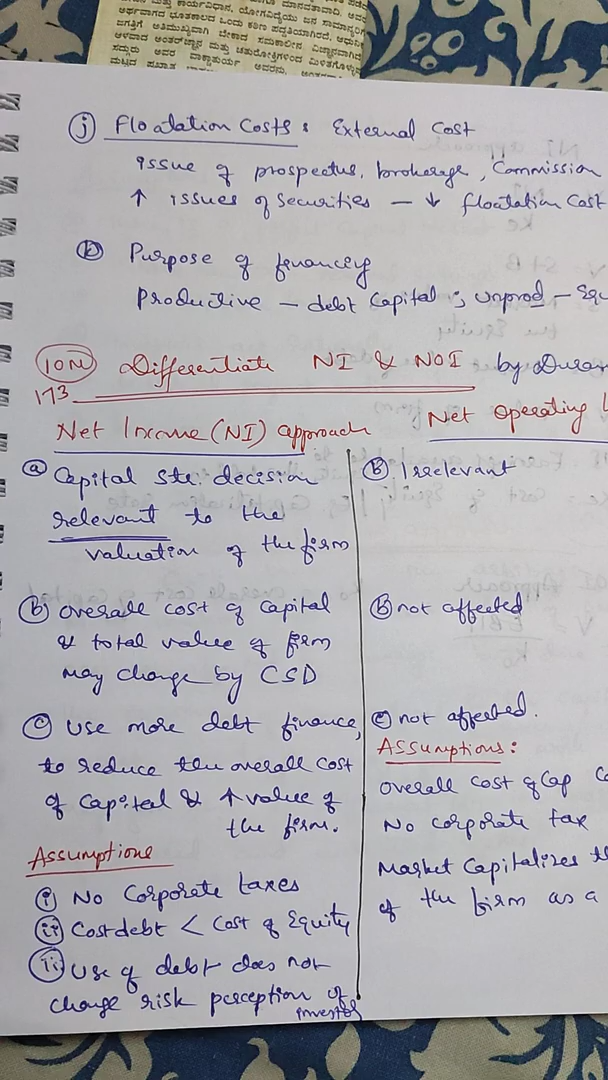 ⓙ Floatation Costs : External Cost
issue of prospectus, brokerage, Commission
↑ issues of Securities — ↓ floatation Cost
ⓚ Purpose of financing
Productive — debt Capital ; unprod — Equ
10M Differentiate NI & NOI by Duran
173
Net Income (NI) approach
Net Operating
ⓐ Capital Str. decision
relevant to the
valuation of the firm
ⓑ overall cost of Capital
& total value of firm
may change by CSD
ⓒ Use more debt finance,
to reduce the overall cost
of Capital & ↑ value of
the firm.
Assumptions
ⓘ No Corporate taxes
ⓘⓘ Cost debt < Cost of Equity
ⓘⓘⓘ Use of debt does not
change risk perception of
investor
Irrelevant
ⓑ not affected
ⓒ not affected.
Assumptions :
Overall cost of Cap Co
No corporate tax
Market Capitalizes th
of the firm as a